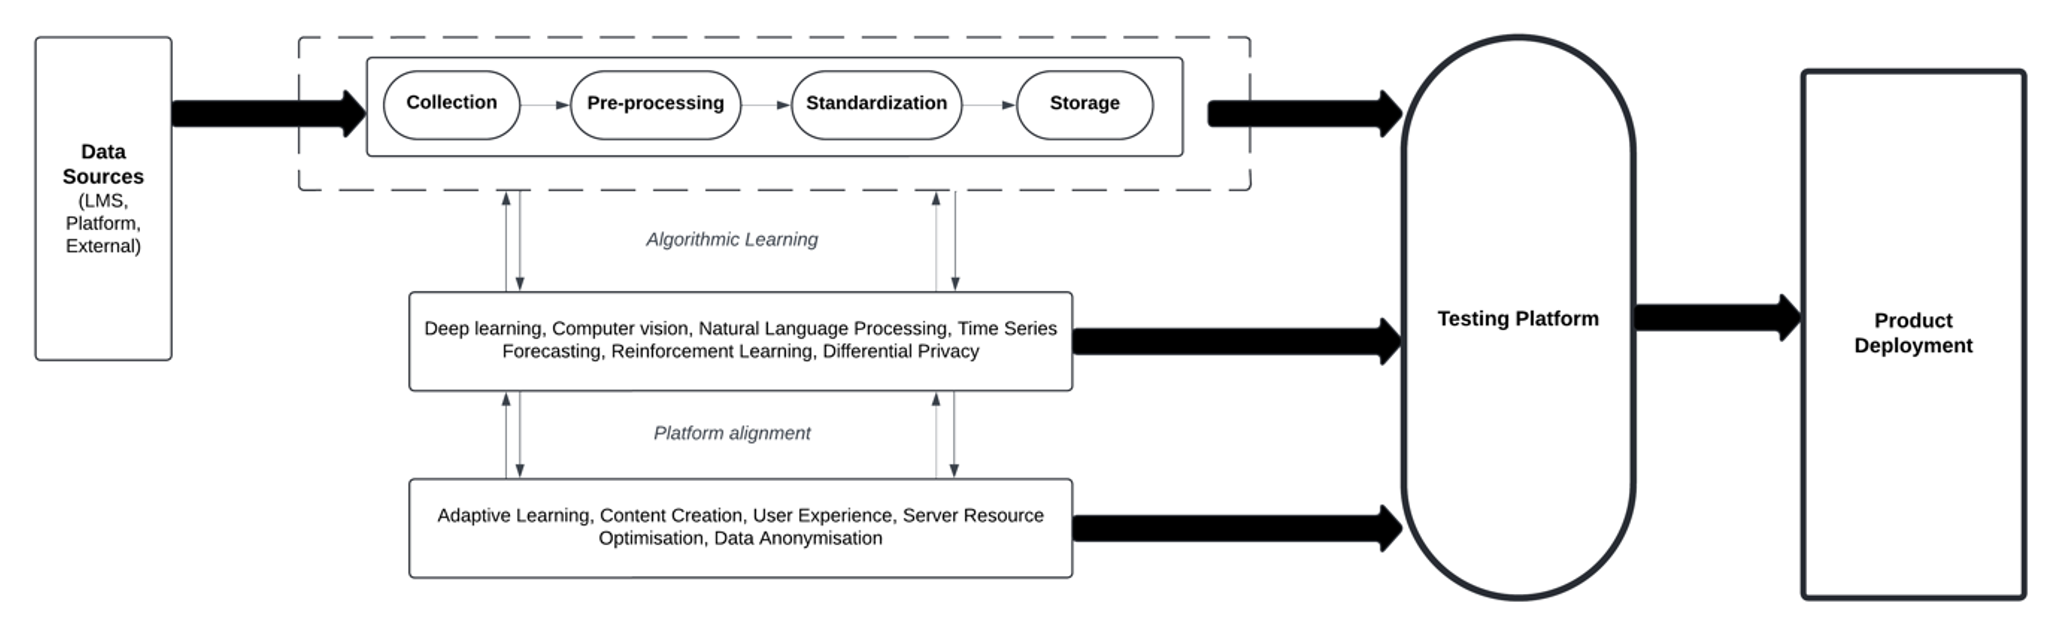 Data
Sources
(LMS,
Platform,
External)
Collection
Pre-processing
Standardization
Storage
Algorithmic Learning
Deep learning, Computer vision, Natural Language Processing, Time Series
Forecasting, Reinforcement Learning, Differential Privacy
Platform alignment
Adaptive Learning, Content Creation, User Experience, Server Resource
Optimisation, Data Anonymisation
Testing Platform
Product
Deployment